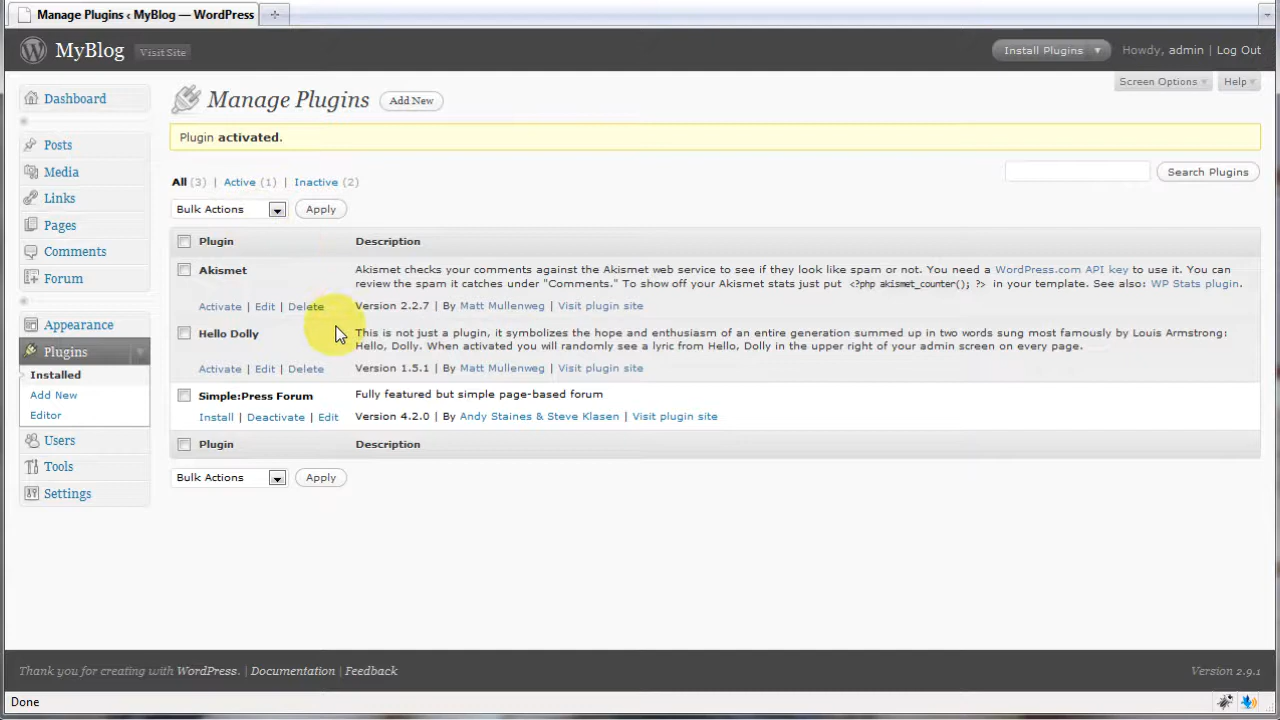 Manage Plugins ‹ MyBlog — WordPress
MyBlog Visit Site Install Plugins Howdy, admin | Log Out
Screen Options Help
Manage Plugins Add New
Plugin activated.
Dashboard
Posts
Media
Links
Pages
Comments
Forum
Appearance
Plugins
Installed
Add New
Editor
Users
Tools
Settings
All (3) | Active (1) | Inactive (2)
Search Plugins
Bulk Actions Apply
Plugin Description
Akismet
Akismet checks your comments against the Akismet web service to see if they look like spam or not. You need a WordPress.com API key to use it. You can
review the spam it catches under "Comments." To show off your Akismet stats just put <?php akismet_counter(); ?> in your template. See also: WP Stats plugin.
Activate | Edit | Delete
Version 2.2.7 | By Matt Mullenweg | Visit plugin site
Hello Dolly
This is not just a plugin, it symbolizes the hope and enthusiasm of an entire generation summed up in two words sung most famously by Louis Armstrong:
Hello, Dolly. When activated you will randomly see a lyric from Hello, Dolly in the upper right of your admin screen on every page.
Activate | Edit | Delete
Version 1.5.1 | By Matt Mullenweg | Visit plugin site
Simple:Press Forum
Fully featured but simple page-based forum
Install | Deactivate | Edit
Version 4.2.0 | By Andy Staines & Steve Klasen | Visit plugin site
Plugin Description
Bulk Actions Apply
Thank you for creating with WordPress. | Documentation | Feedback Version 2.9.1
Done